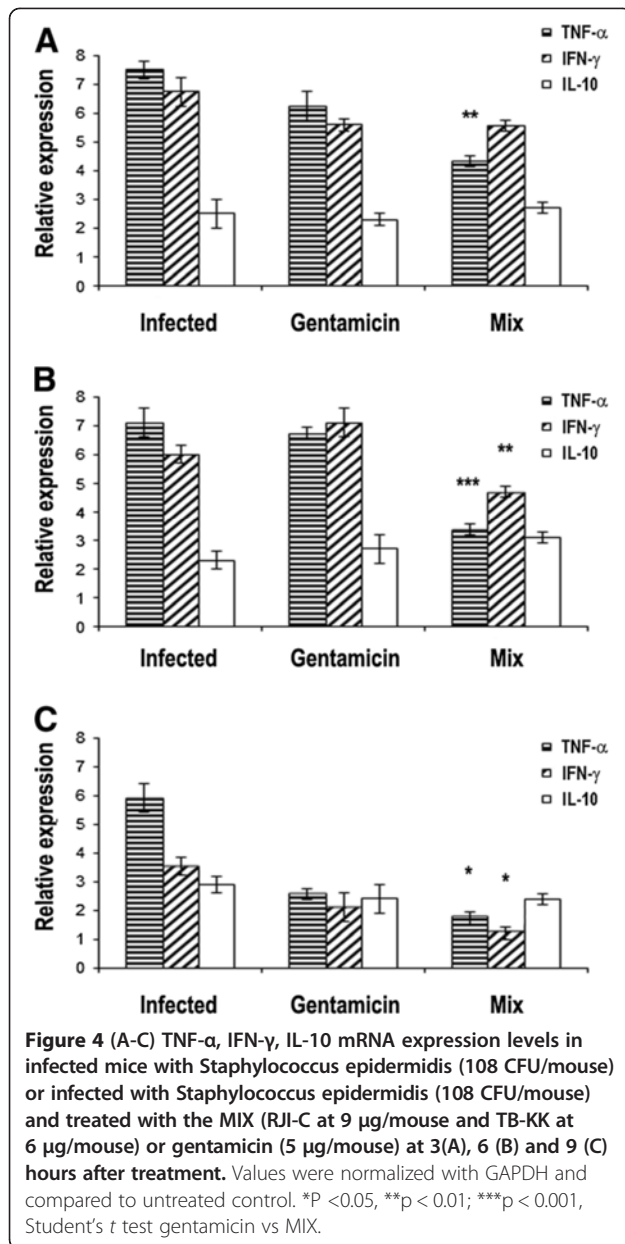 A
TNF-α
IFN-γ
IL-10
Relative expression
8
7
6
5
4
3
2
1
0
**
Infected Gentamicin Mix
B
TNF-α
IFN-γ
IL-10
Relative expression
8
7
6
5
4
3
2
1
0
***
**
Infected Gentamicin Mix
C
TNF-α
IFN-γ
IL-10
Relative expression
8
7
6
5
4
3
2
1
0
* *
Infected Gentamicin Mix
Figure 4 (A-C) TNF-α, IFN-γ, IL-10 mRNA expression levels in
infected mice with Staphylococcus epidermidis (108 CFU/mouse)
or infected with Staphylococcus epidermidis (108 CFU/mouse)
and treated with the MIX (RJI-C at 9 μg/mouse and TB-KK at
6 μg/mouse) or gentamicin (5 μg/mouse) at 3(A), 6 (B) and 9 (C)
hours after treatment. Values were normalized with GAPDH and
compared to untreated control. *P <0.05, **p < 0.01; ***p < 0.001,
Student's t test gentamicin vs MIX.